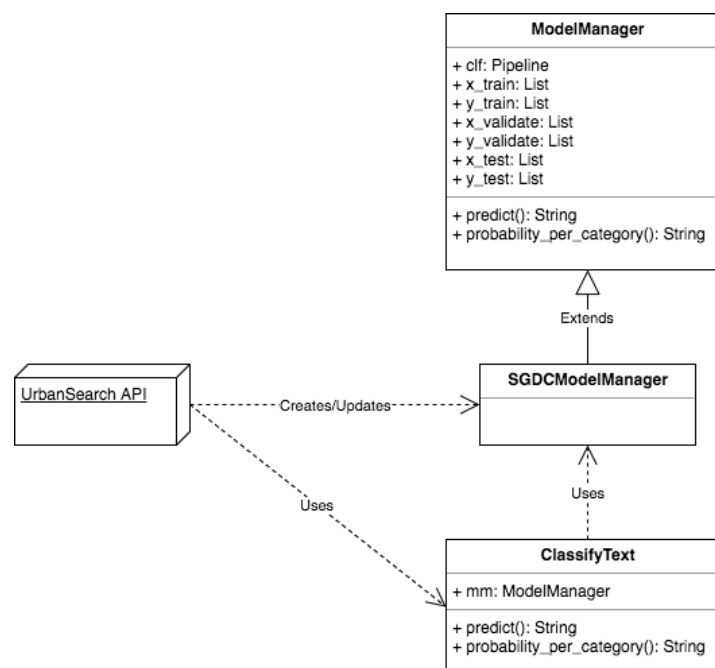 ModelManager
+ clf: Pipeline
+ x_train: List
+ y_train: List
+ x_validate: List
+ y_validate: List
+ x_test: List
+ y_test: List
+ predict(): String
+ probability_per_category(): String
Extends
UrbanSearch API
Creates/Updates
SGDCModelManager
Uses
Uses
ClassifyText
+ mm: ModelManager
+ predict(): String
+ probability_per_category(): String